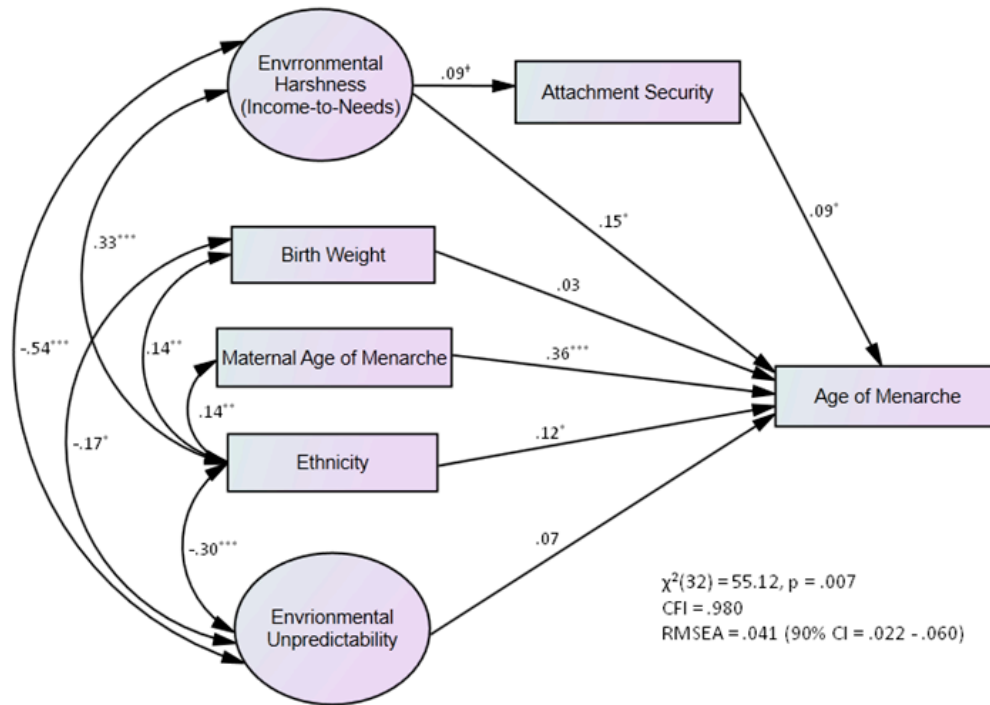 Envrronmental
Harshness
(Income-to-Needs)
.09†
Attachment Security
.15*
.09*
.33***
Birth Weight
.03
-.54***
.14**
Maternal Age of Menarche
.36***
Age of Menarche
.14**
-.17*
Ethnicity
.12*
-.30***
.07
Envrionmental
Unpredictability
χ²(32) = 55.12, p = .007
CFI = .980
RMSEA = .041 (90% CI = .022 -.060)